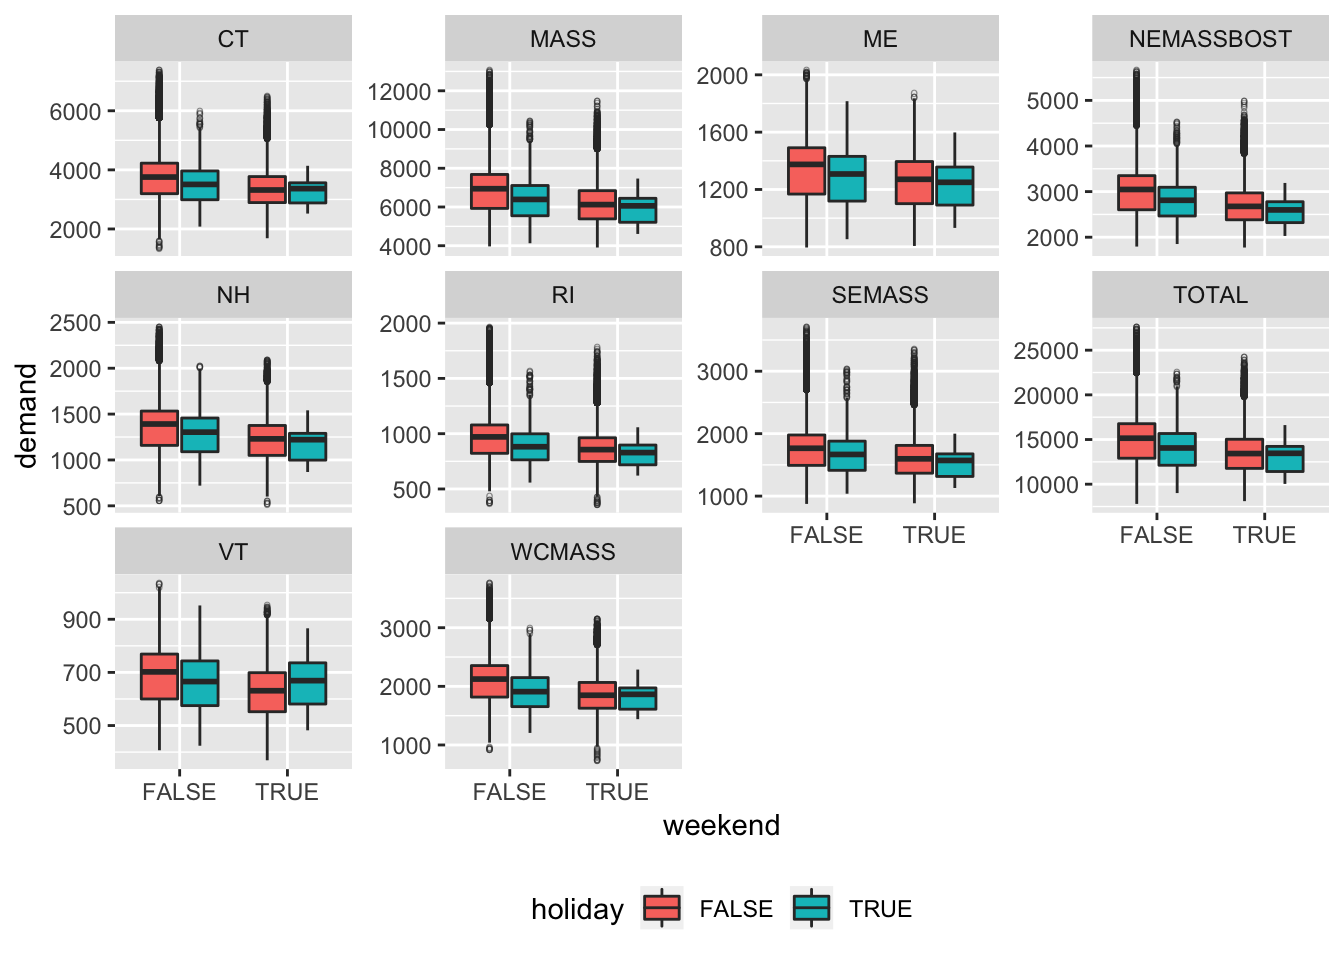 CT
MASS
ME
NEMASSBOST
6000
4000
2000
12000
10000
8000
6000
4000
2000
1600
1200
800
5000
4000
3000
2000
NH
RI
SEMASS
TOTAL
2500
2000
1500
1000
500
2000
1500
1000
500
3000
2000
1000
25000
20000
15000
10000
FALSE TRUE
FALSE TRUE
demand
VT
WCMASS
900
700
500
3000
2000
1000
FALSE TRUE
FALSE TRUE
weekend
holiday FALSE TRUE